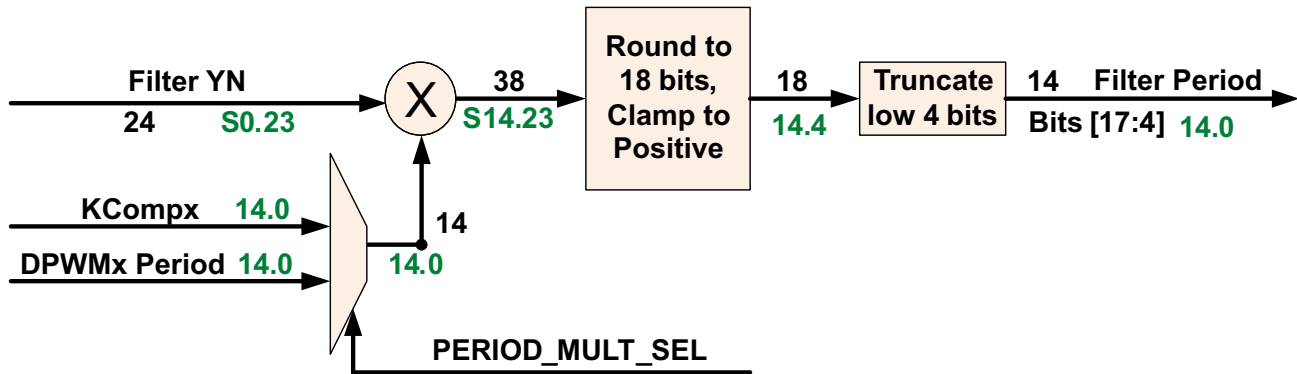 Filter YN
24 S0.23
X
38
S14.23
Round to
18 bits,
Clamp to
Positive
18
14.4
Truncate
low 4 bits
14 Filter Period
Bits [17:4] 14.0
KCompx 14.0
DPWMx Period 14.0
14
14.0
PERIOD_MULT_SEL